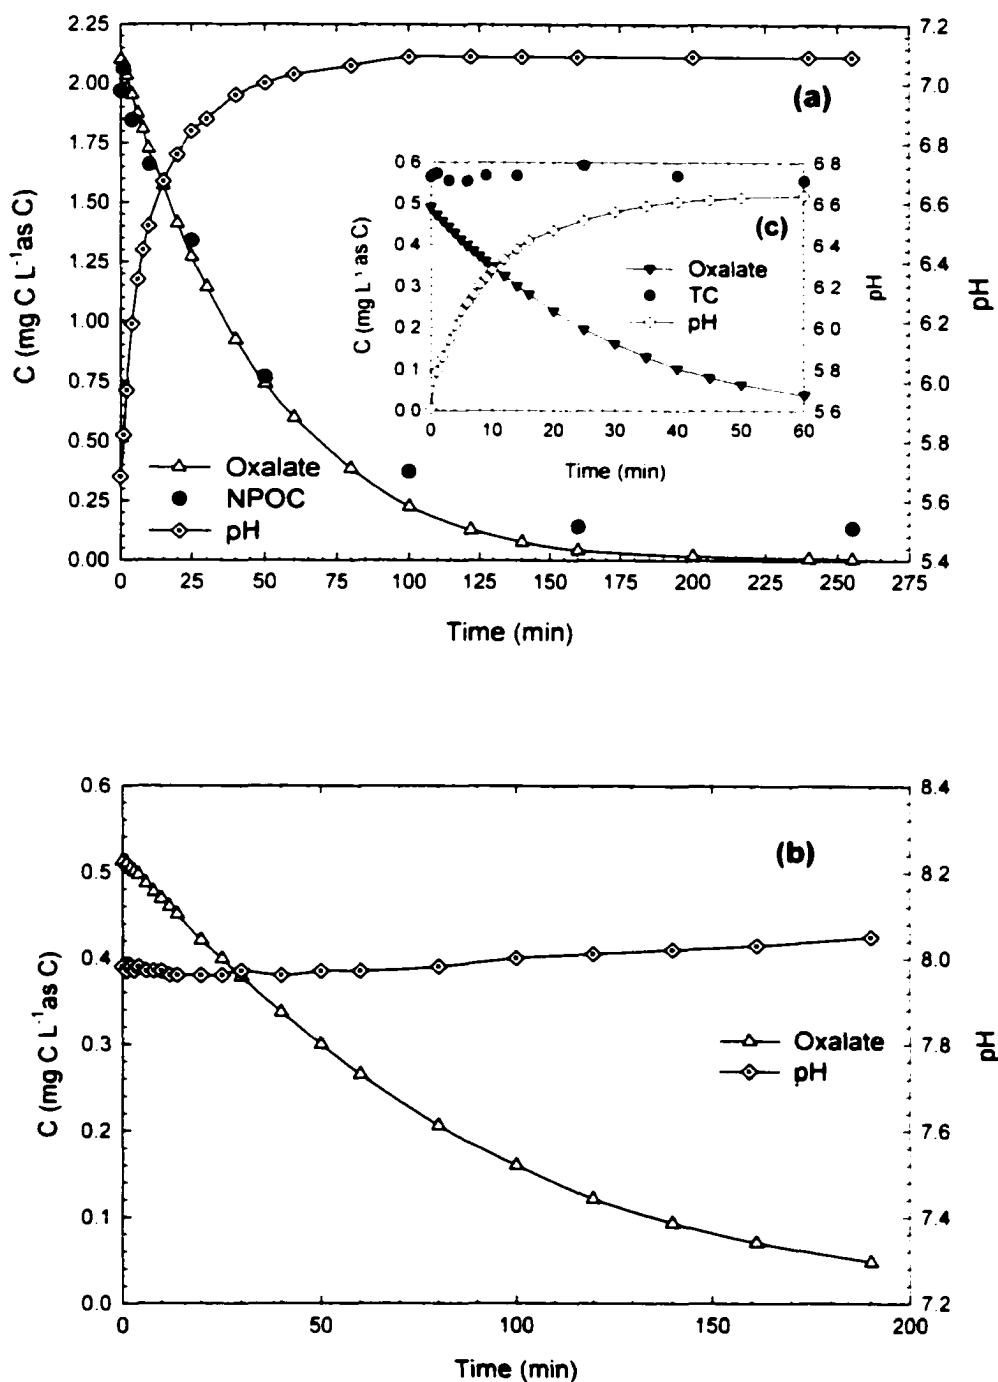 2.25
2.00
1.75
1.50
1.25
1.00
0.75
0.50
0.25
0.00
C (mg C L⁻¹as C)
7.2
7.0
6.8
6.6
6.4
6.2
6.0
5.8
5.6
5.4
pH
(a)
0.6
0.5
0.4
0.3
0.2
0.1
0.0
C (mg L⁻¹ as C)
6.8
6.6
6.4
6.2
6.0
5.8
5.6
pH
(c)
Oxalate
TC
pH
0 10 20 30 40 50 60
Time (min)
Oxalate
NPOC
pH
0 25 50 75 100 125 150 175 200 225 250 275
Time (min)
0.6
0.5
0.4
0.3
0.2
0.1
0.0
C (mg C L⁻¹as C)
8.4
8.2
8.0
7.8
7.6
7.4
7.2
pH
(b)
Oxalate
pH
0 50 100 150 200
Time (min)